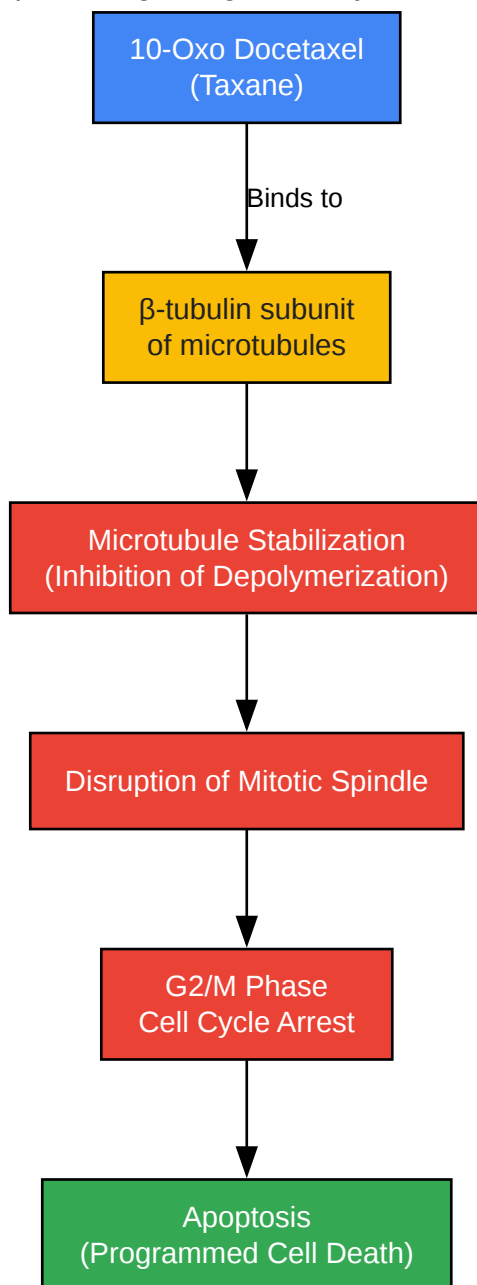 10-Oxo Docetaxel
(Taxane)
Binds to
β-tubulin subunit
of microtubules
Microtubule Stabilization
(Inhibition of Depolymerization)
Disruption of Mitotic Spindle
G2/M Phase
Cell Cycle Arrest
Apoptosis
(Programmed Cell Death)